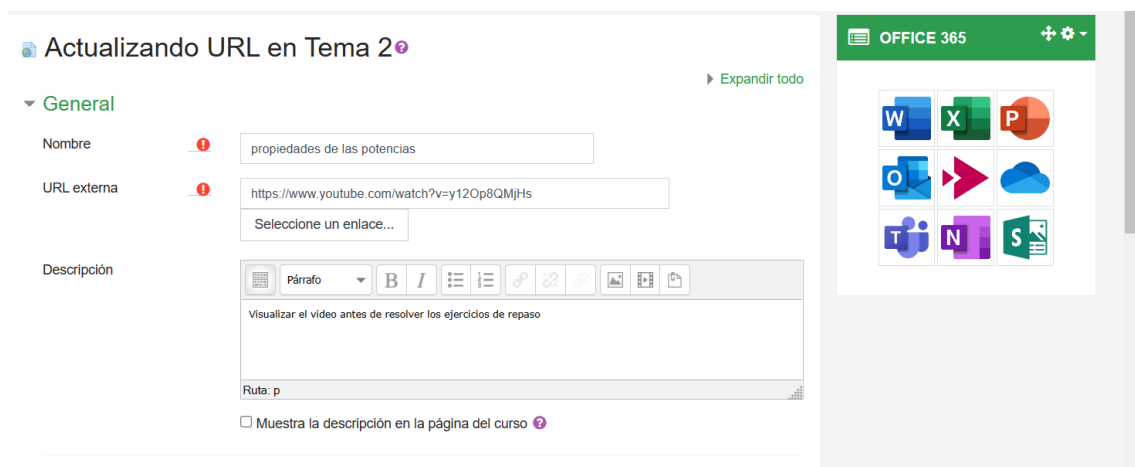 Actualizando URL en Tema 2
Expandir todo
General
Nombre
propiedades de las potencias
URL externa
https://www.youtube.com/watch?v=y12Op8QMjHs
Seleccione un enlace...
Descripción
Párrafo
B I
Visualizar el video antes de resolver los ejercicios de repaso
Ruta: p
Muestra la descripción en la página del curso
OFFICE 365
W X P
O
T N S